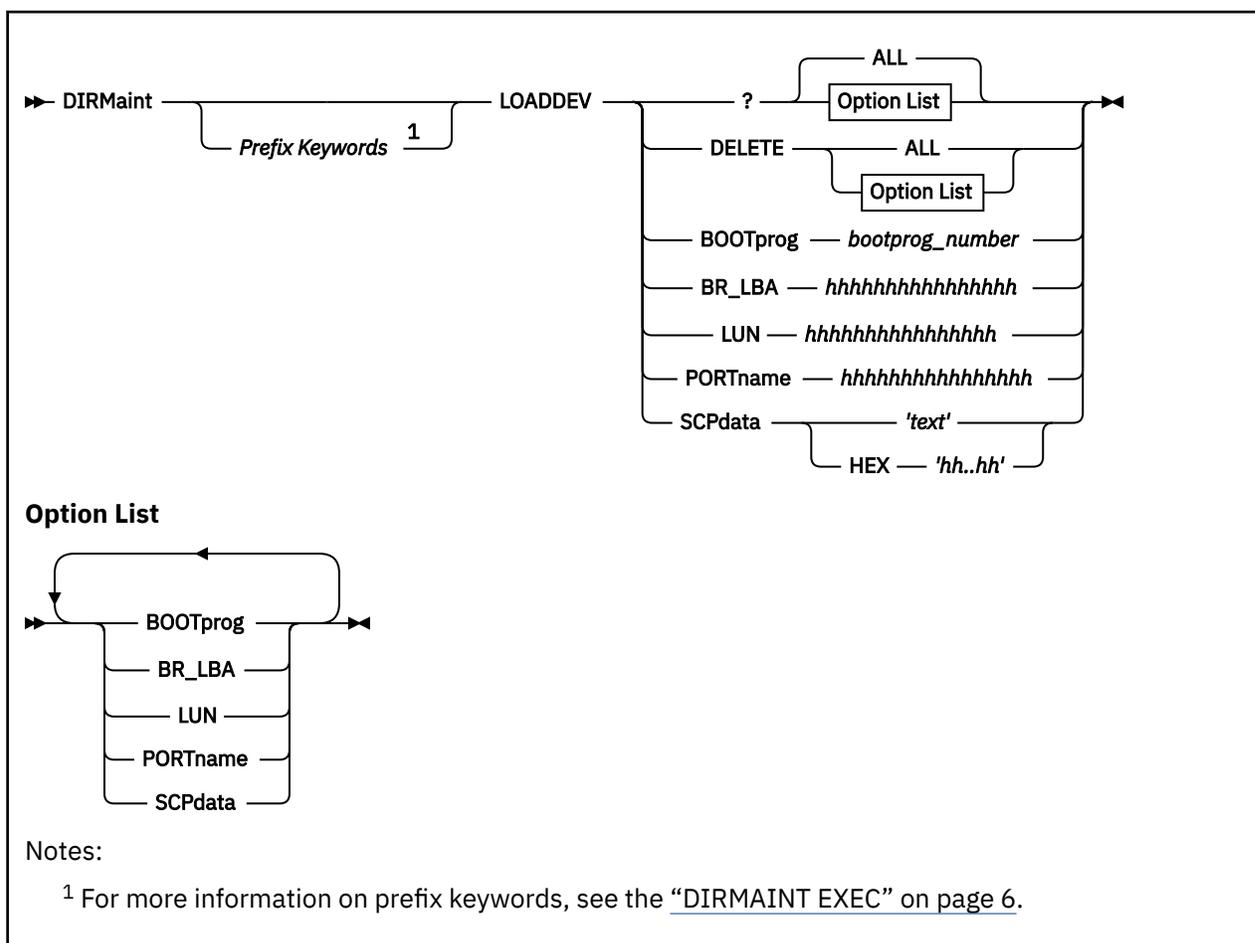 ALL
DIRMaint LOADDEV ? Option List
Prefix Keywords 1
DELETE ALL
Option List
BOOTprog bootprog_number
BR_LBA hhhhhhhhhhhhhhhh
LUN hhhhhhhhhhhhhhhh
PORTname hhhhhhhhhhhhhhhh
SCPdata 'text'
HEX 'hh..hh'
Option List
BOOTprog
BR_LBA
LUN
PORTname
SCPdata
Notes:
1 For more information on prefix keywords, see the “DIRMAINT EXEC” on page 6.